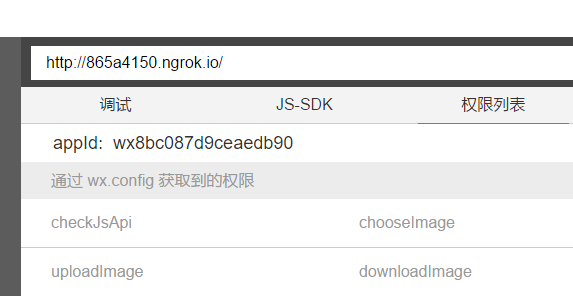 http://865a4150.ngrok.io/
调试 JS-SDK 权限列表
appId: wx8bc087d9ceaedb90
通过 wx.config 获取到的权限
checkJsApi chooseImage
uploadImage downloadImage